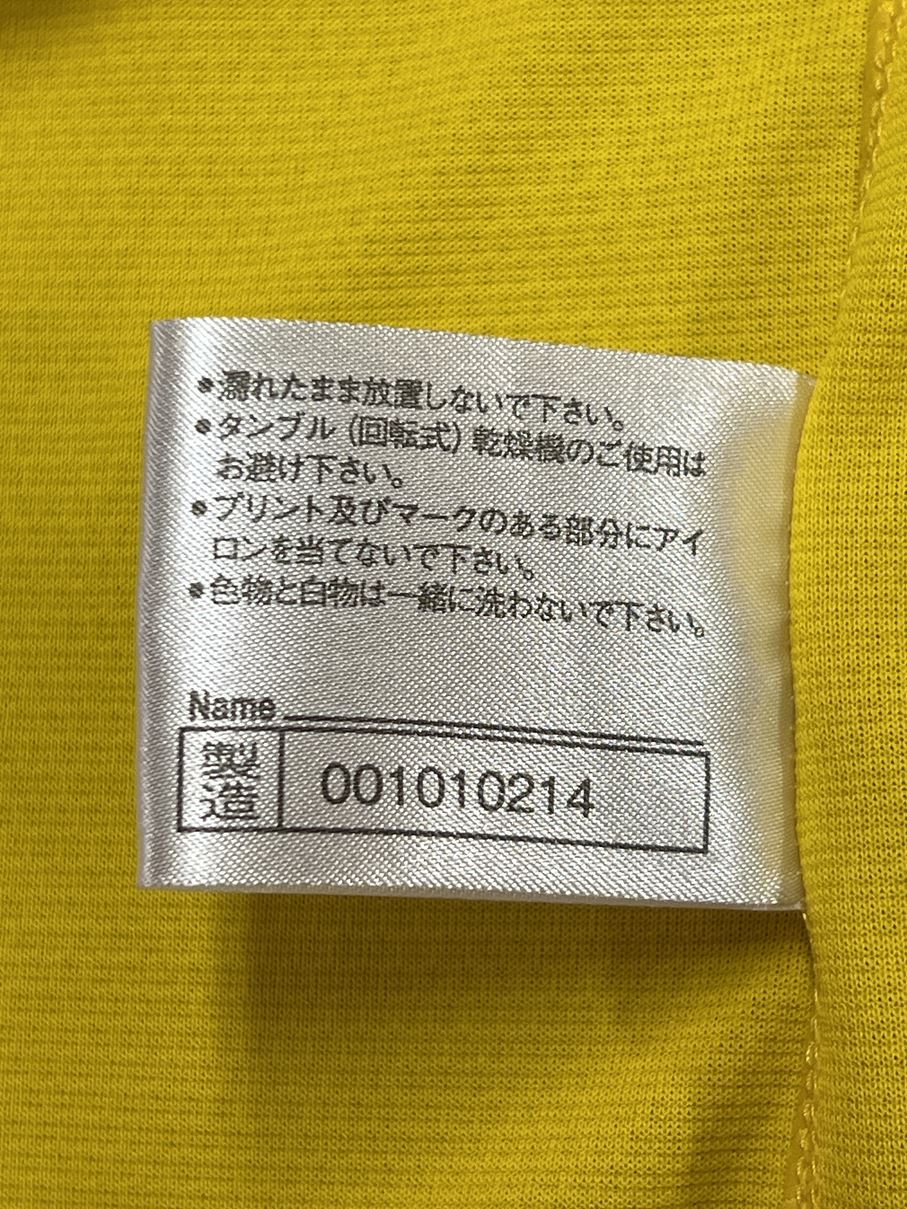 ●濡れたまま放置しないで下さい。
●タンブル(回転式)乾燥機のご使用は
お避け下さい。
●プリント及びマークのある部分にアイ
ロンを当てないで下さい。
●色物と白物は一緒に洗わないで下さい。
Name
製造 001010214